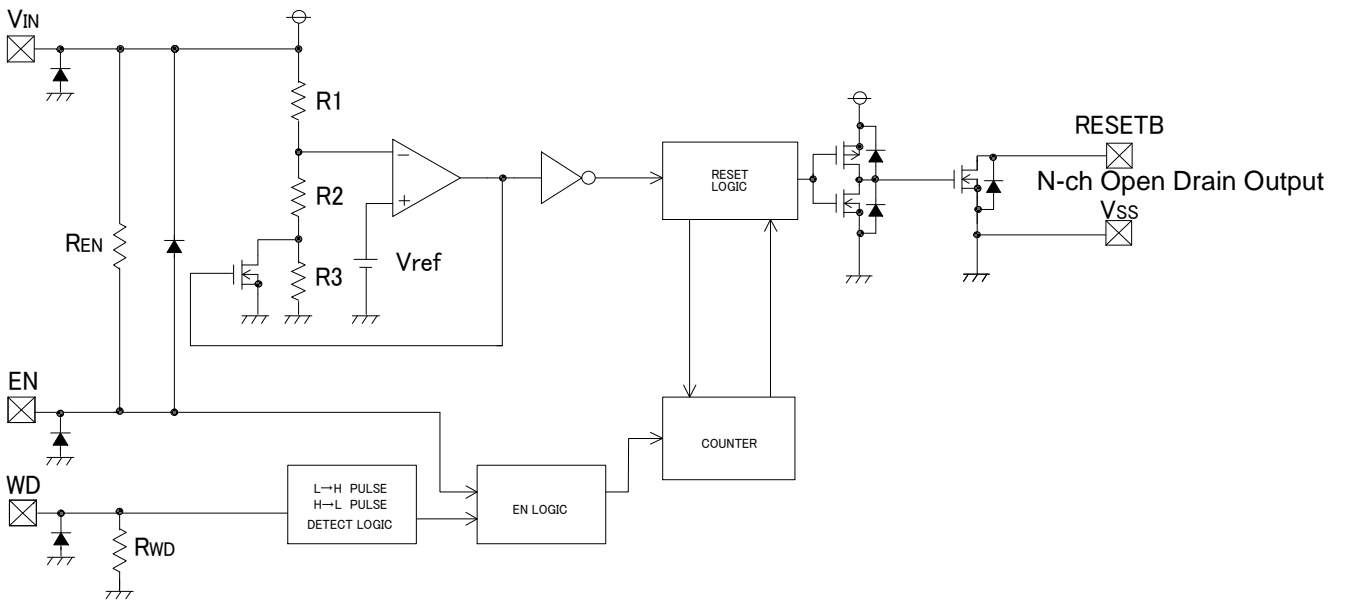 VIN
R1
R2
R3
REN
Vref
RESET
LOGIC
RESETB
N-ch Open Drain Output
VSS
EN
COUNTER
WD
L→H PULSE
H→L PULSE
DETECT LOGIC
EN LOGIC
RWD